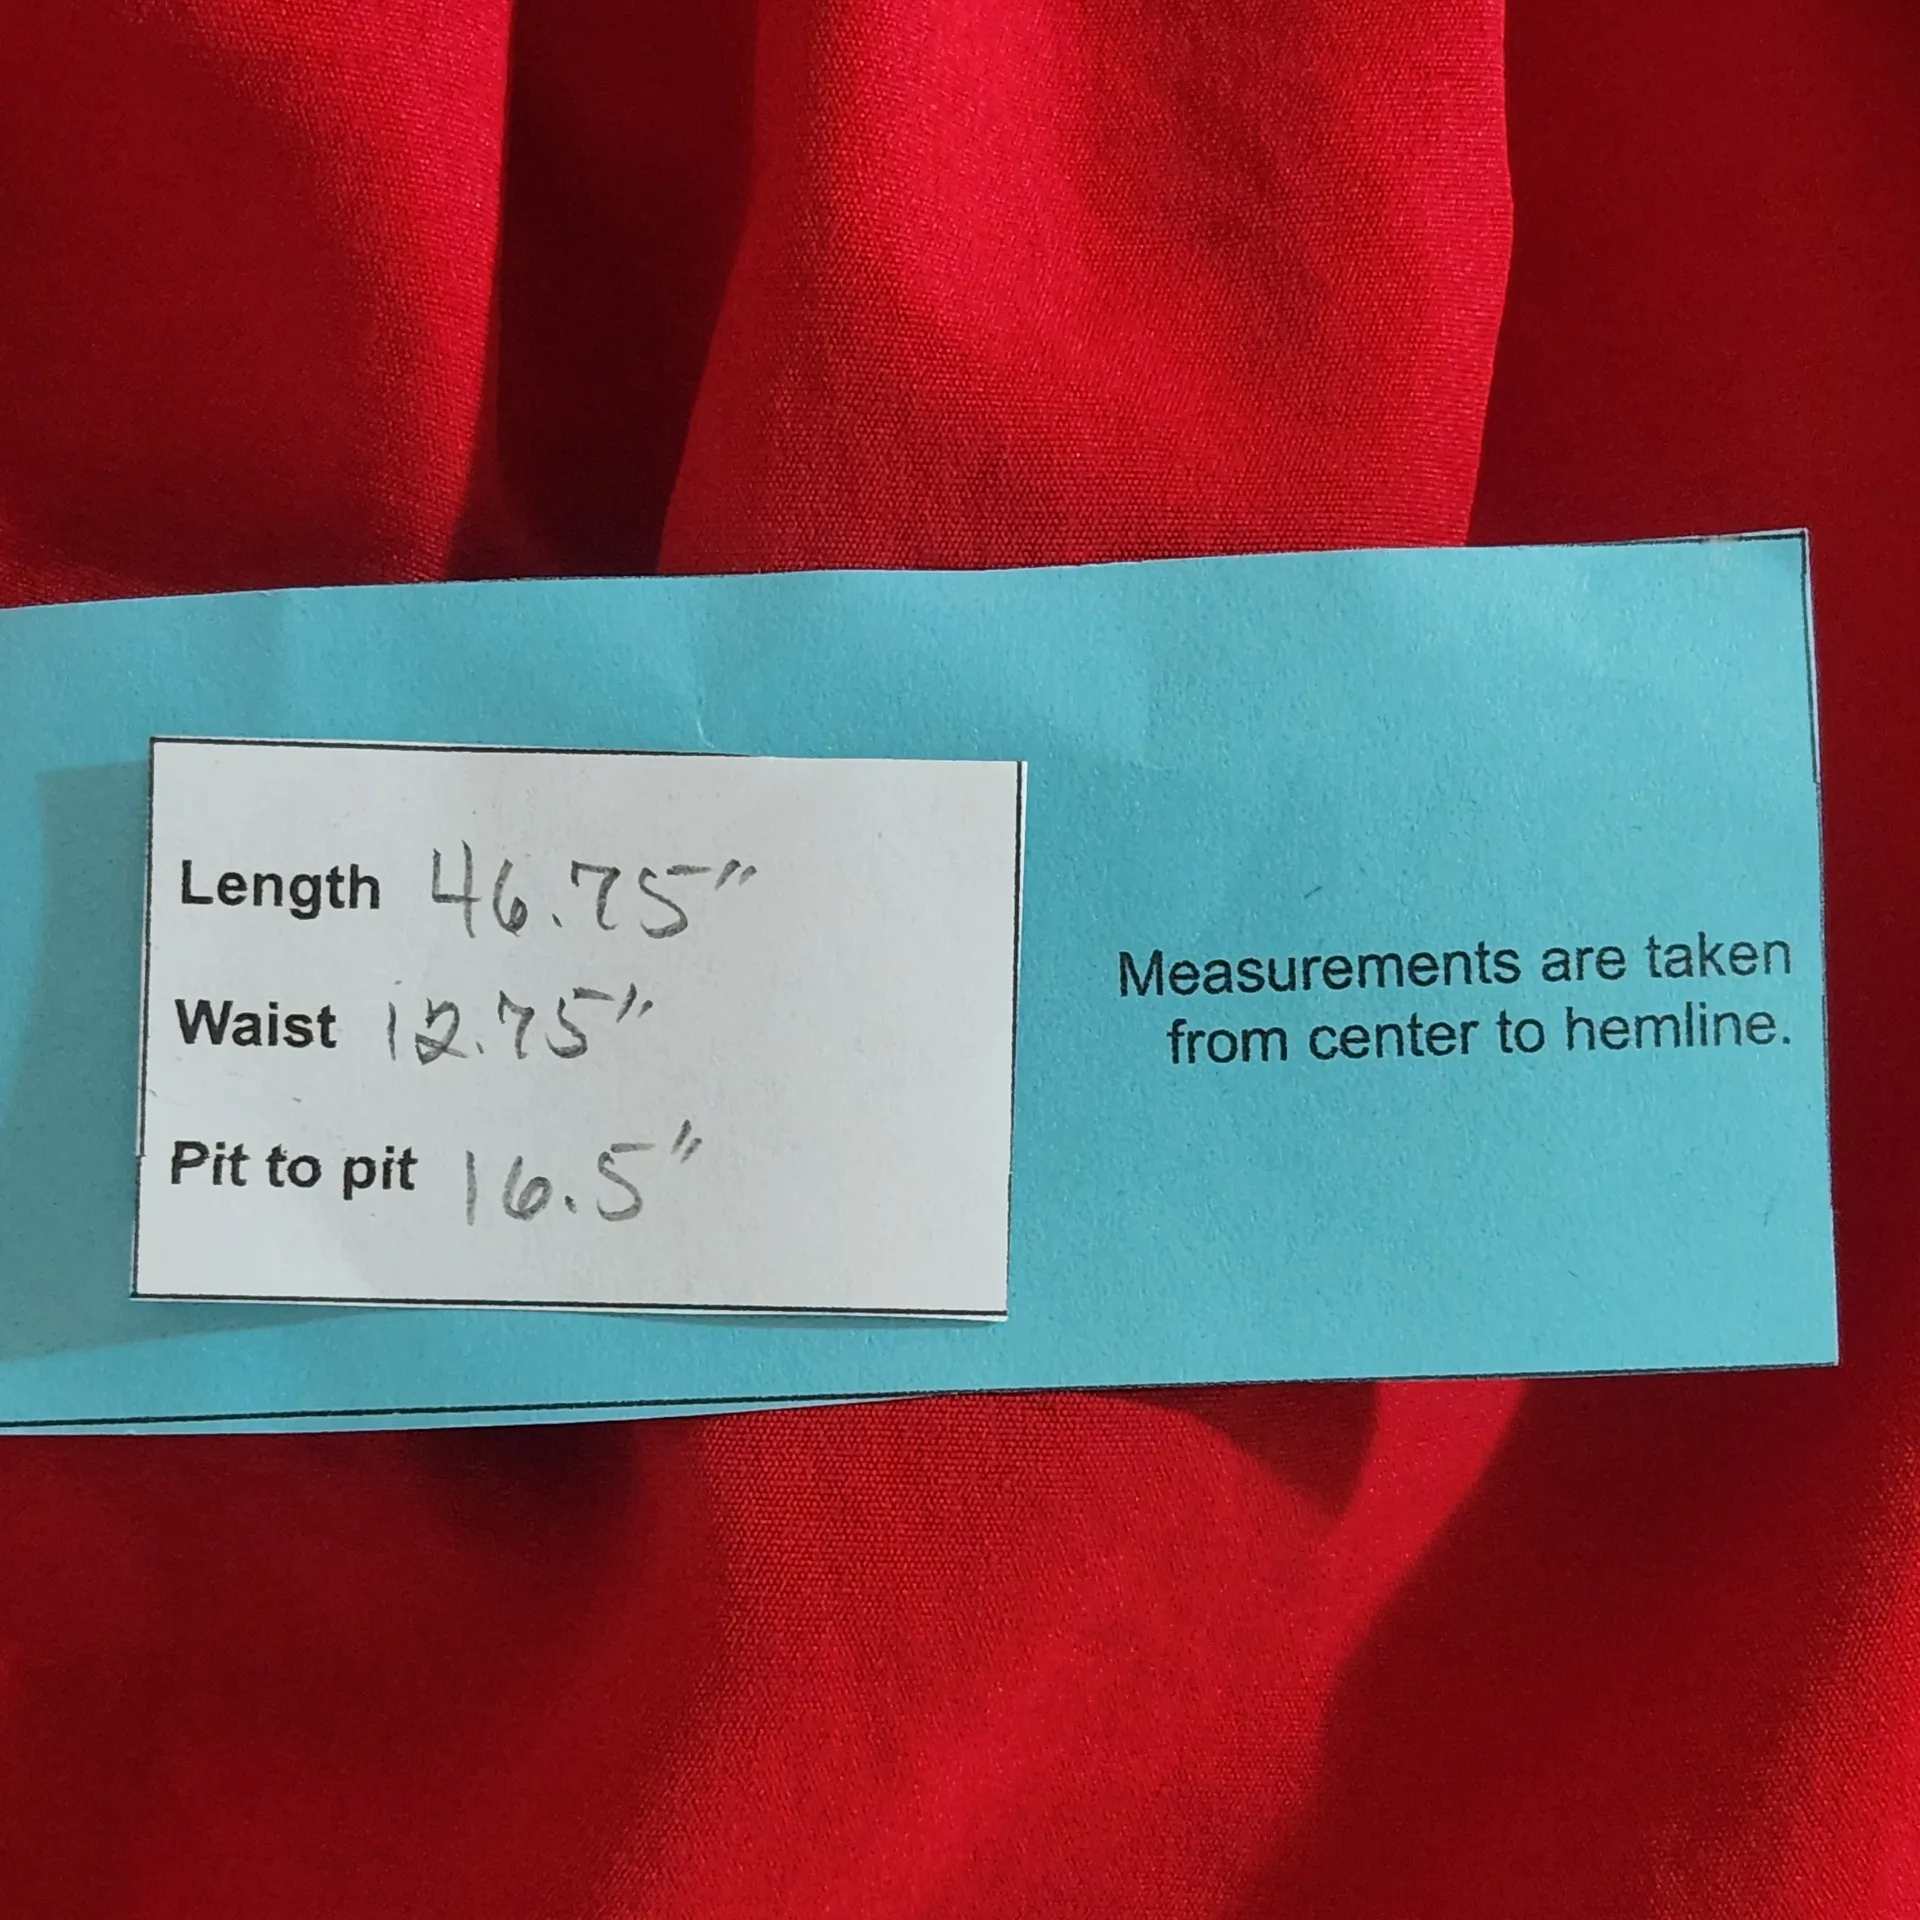 Length 46.75"
Waist 12.75"
Pit to pit 16.5"
Measurements are taken
from center to hemline.